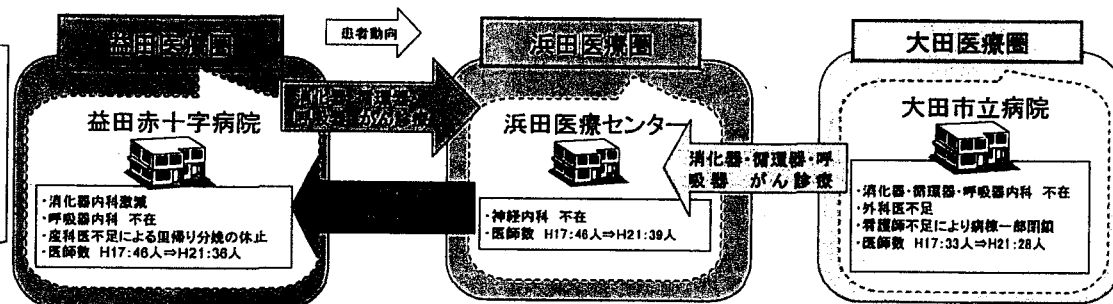 益田医療圏
患者動向
浜田医療圏
大田医療圏
益田赤十字病院
消化器・循環器・
呼吸器 がん診療
浜田医療センター
大田市立病院
消化器・循環器・呼
吸器 がん診療
・消化器内科激減
・呼吸器内科 不在
・産科医不足による里帰り分娩の休止
・医師数 H17:46人⇒H21:36人
・神経内科 不在
・医師数 H17:46人⇒H21:39人
・消化器・循環器・呼吸器内科 不在
・外科医不足
・看護師不足により病棟一部閉鎖
・医師数 H17:33人⇒H21:28人